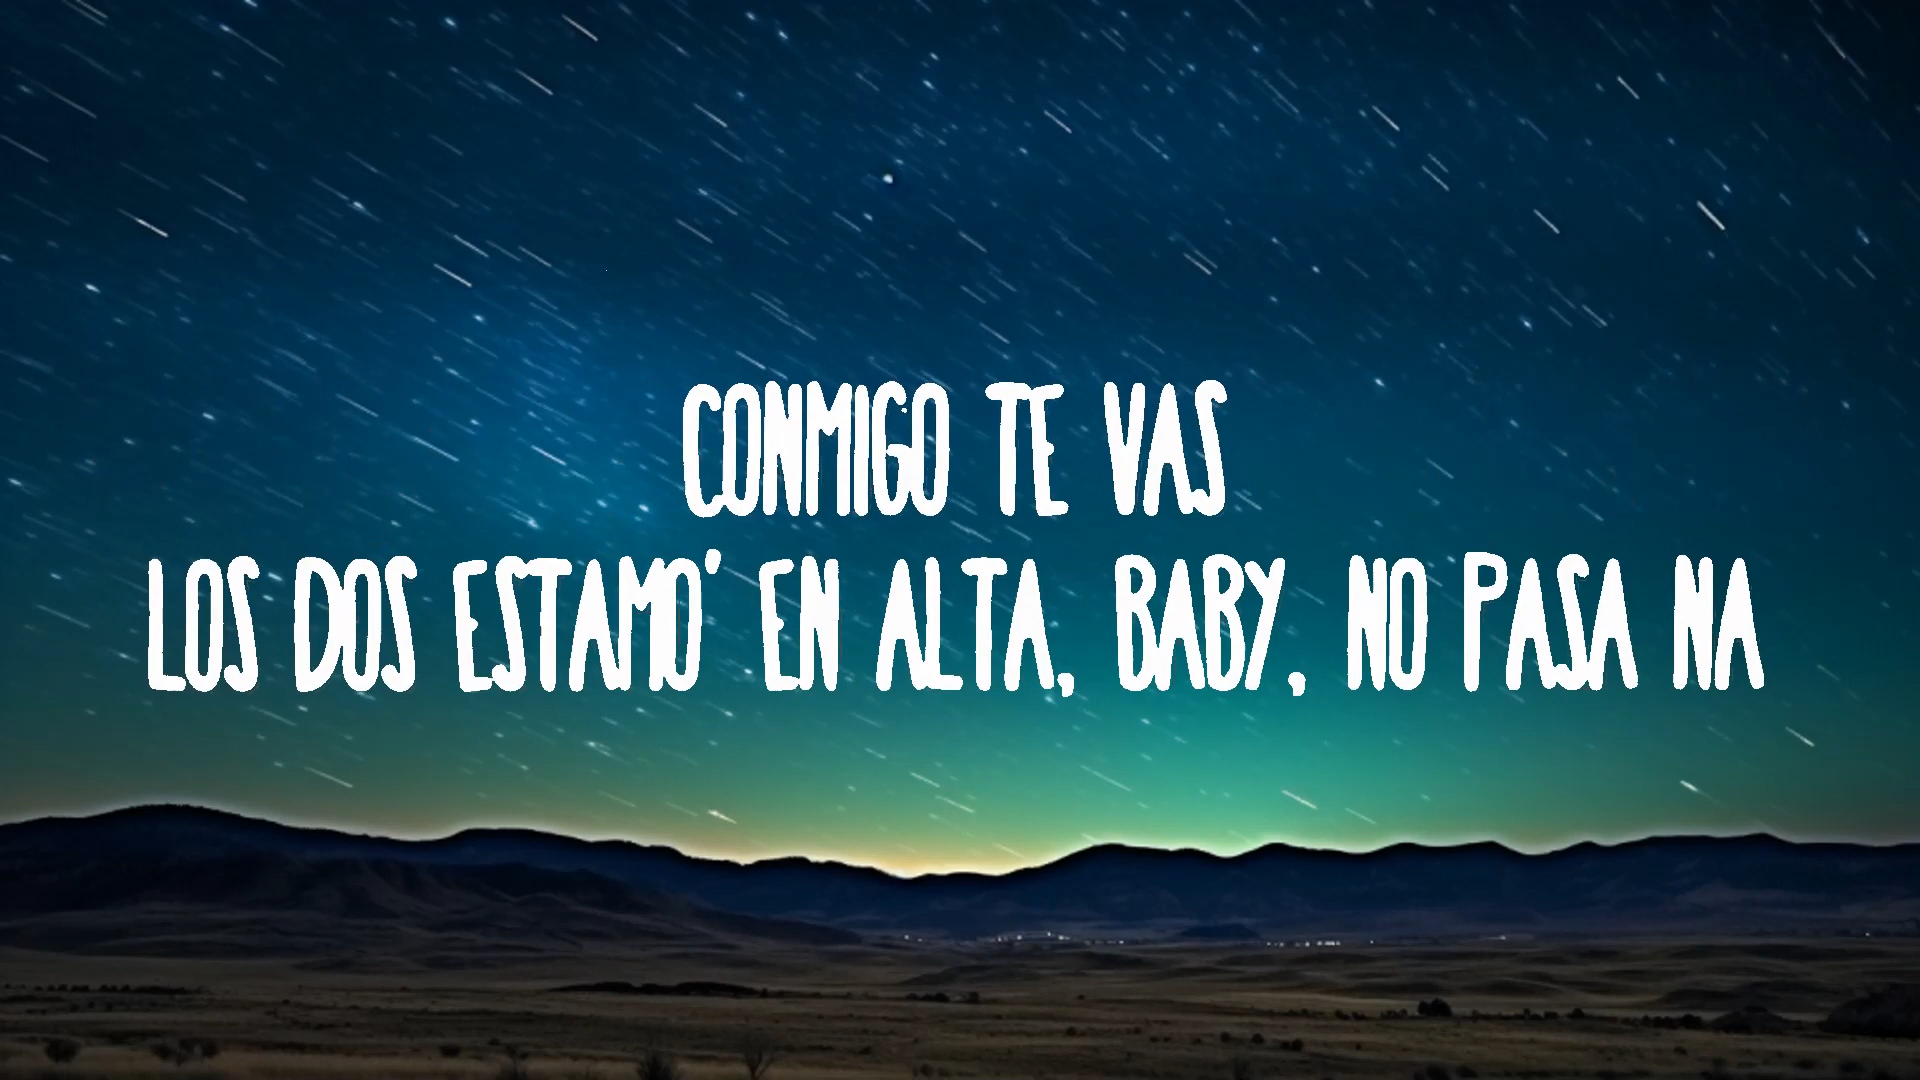 CONMIGO TE VAS
LOS DOS ESTAMO' EN ALTA, BABY, NO PASA NA